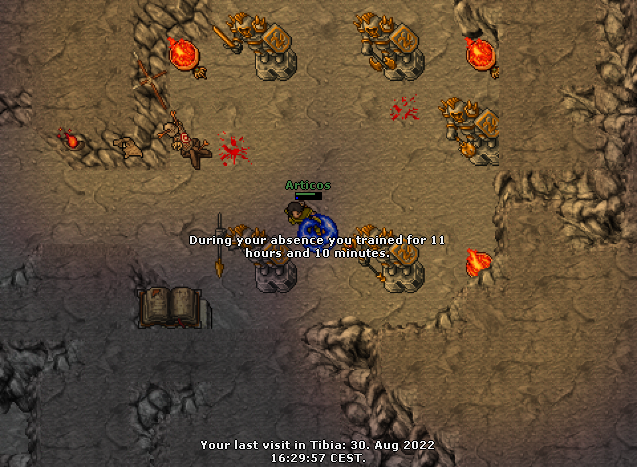 Articos
During your absence you trained for 11
hours and 10 minutes.
Your last visit in Tibia: 30. Aug 2022
16:29:57 CEST.